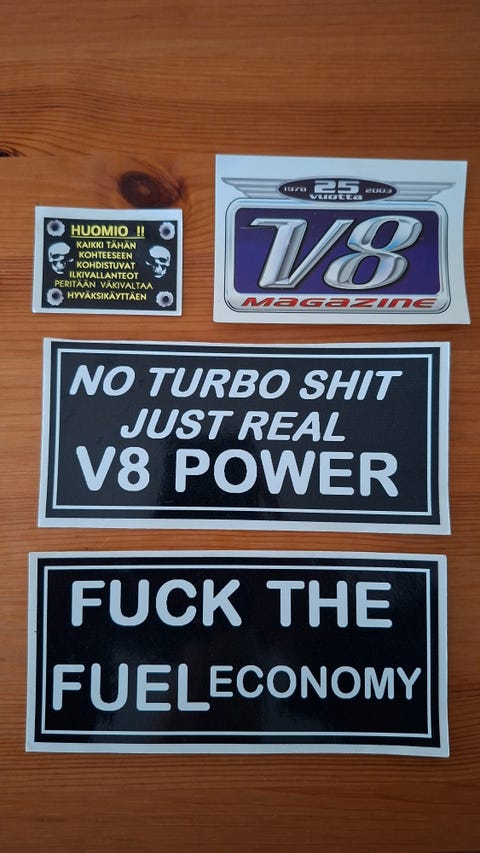 HUOMIO !!
KAIKKI TÄHÄN
KOHTEESEEN
KOHDISTUVAT
ILKIVALLANTEOT
PERITÄÄN VÄKIVALTAA
HYVÄKSIKÄYTTÄEN
1978 25 2003
vuotta
V8
MAGAZINE
NO TURBO SHIT
JUST REAL
V8 POWER
FUCK THE
FUEL ECONOMY